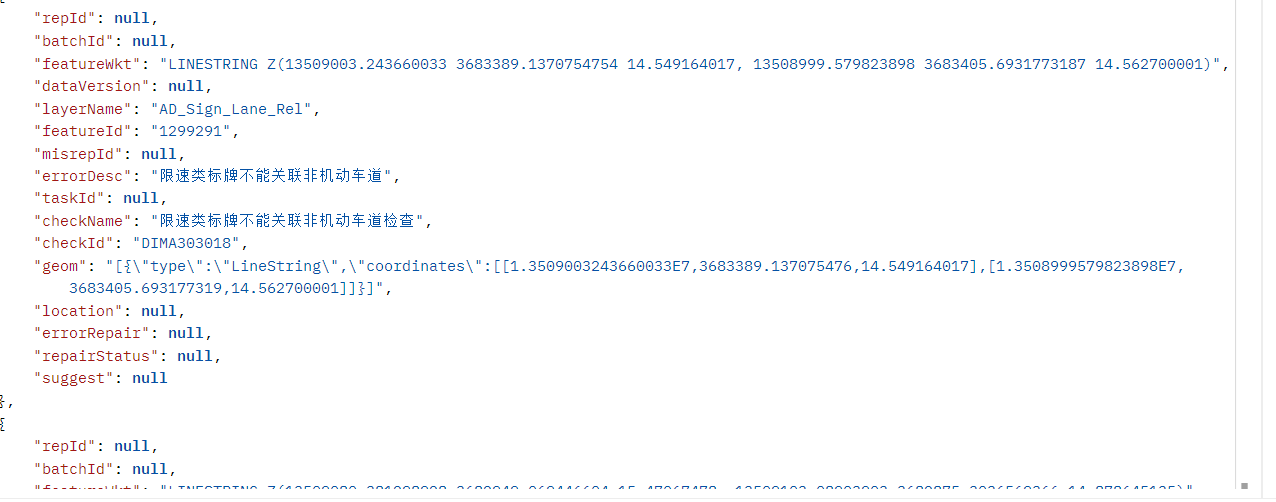 "repId": null,
"batchId": null,
"featureWkt": "LINESTRING Z(13509003.243660033 3683389.1370754754 14.549164017, 13508999.579823898 3683405.6931773187 14.562700001)",
"dataVersion": null,
"layerName": "AD_Sign_Lane_Rel",
"featureId": "1299291",
"misrepId": null,
"errorDesc": "限速类标牌不能关联非机动车道",
"taskId": null,
"checkName": "限速类标牌不能关联非机动车道检查",
"checkId": "DIMA303018",
"geom": "[{\"type\":\"LineString\",\"coordinates\":[[1.3509003243660033E7,3683389.137075476,14.549164017],[1.3508999579823898E7,
3683405.693177319,14.562700001]]}]",
"location": null,
"errorRepair": null,
"repairStatus": null,
"suggest": null
},
{
"repId": null,
"batchId": null,